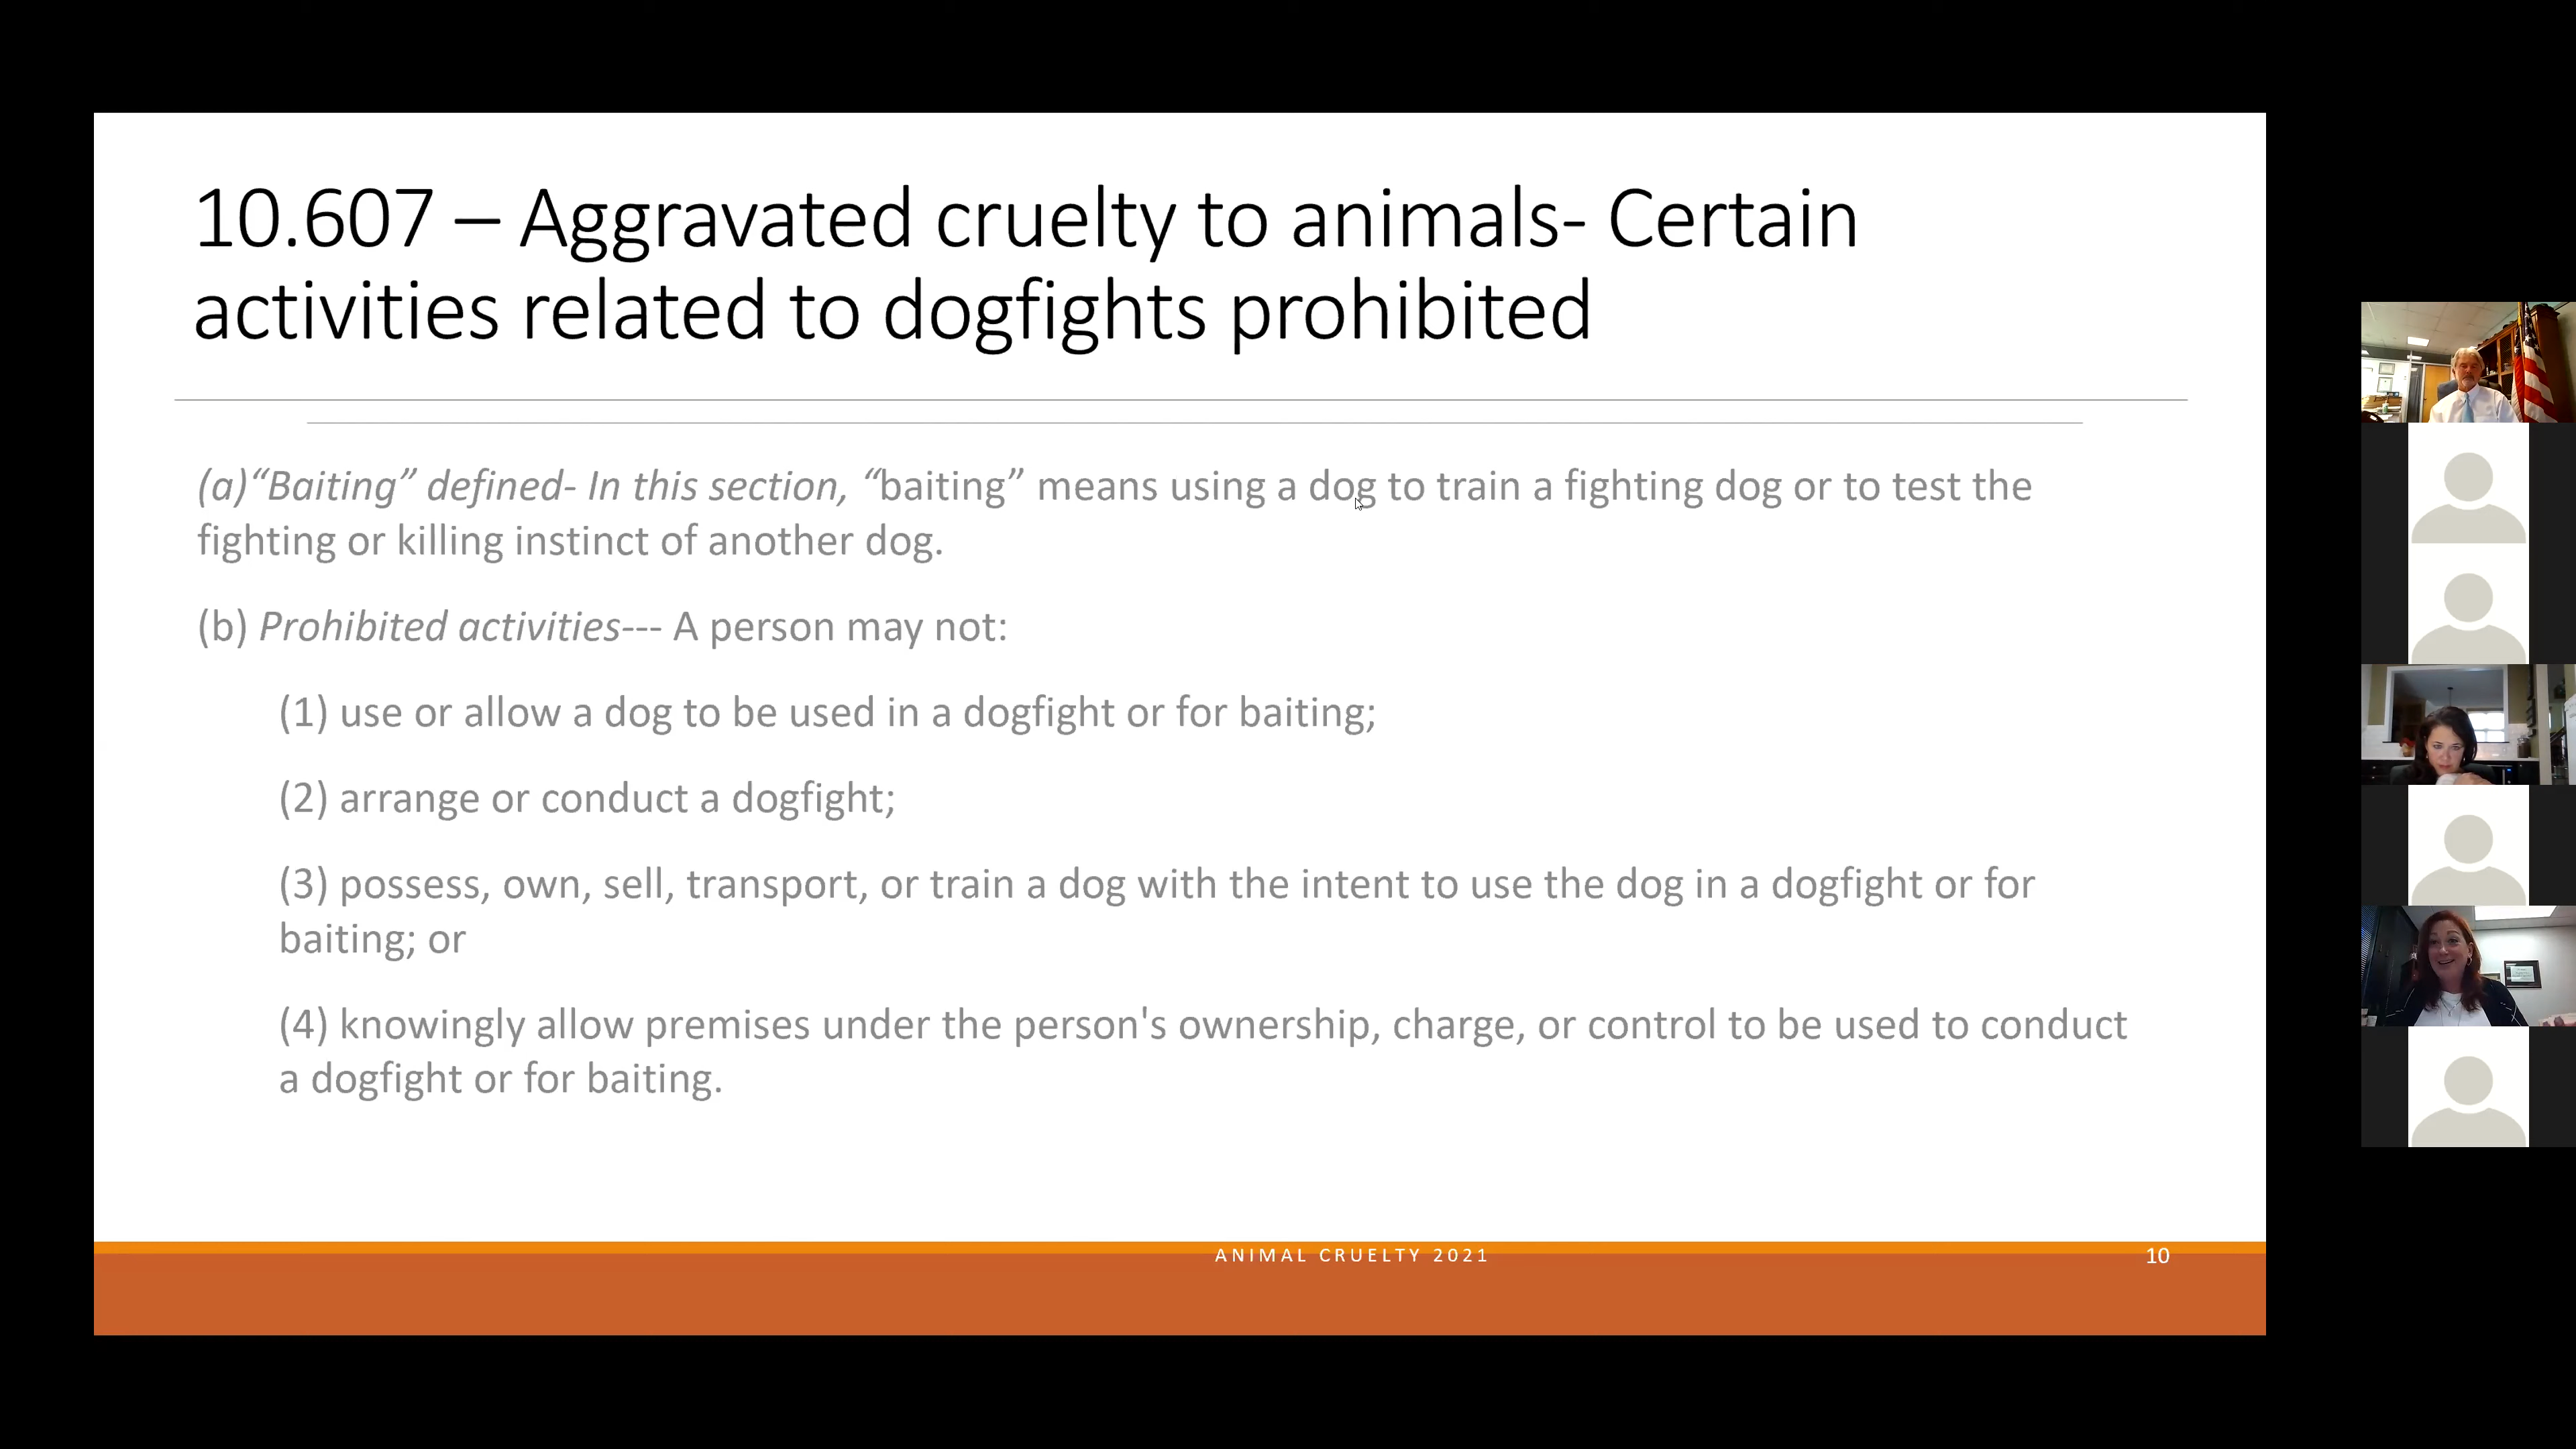 10.607 – Aggravated cruelty to animals- Certain
activities related to dogfights prohibited
(a)“Baiting” defined- In this section, “baiting” means using a dog to train a fighting dog or to test the
fighting or killing instinct of another dog.
(b) Prohibited activities--- A person may not:
(1) use or allow a dog to be used in a dogfight or for baiting;
(2) arrange or conduct a dogfight;
(3) possess, own, sell, transport, or train a dog with the intent to use the dog in a dogfight or for
baiting; or
(4) knowingly allow premises under the person's ownership, charge, or control to be used to conduct
a dogfight or for baiting.
ANIMAL CRUELTY 2021
10